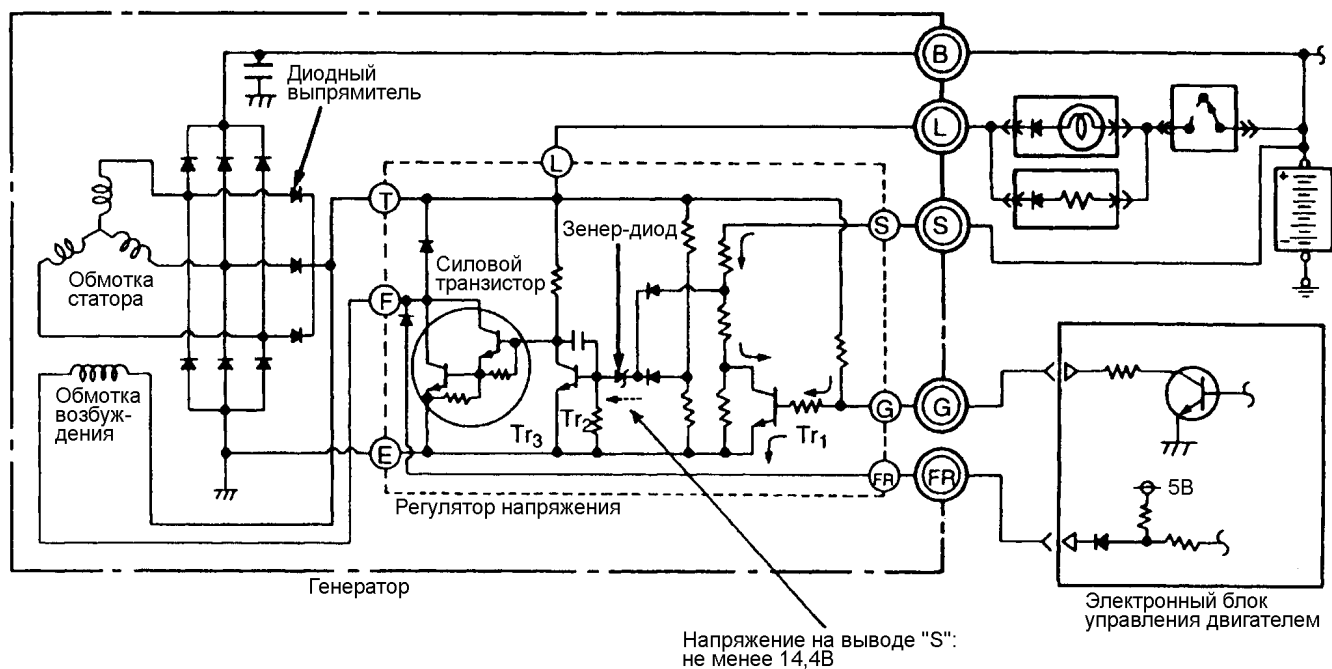 B
Диодный
выпрямитель
L
L
+
−
T
Зенер-диод
S
S
Обмотка
статора
Силовой
транзистор
F
Обмотка
возбуж-
дения
Tr3
Tr2
Tr1
G
G
E
FR
FR
5В
Регулятор напряжения
Генератор
Электронный блок
управления двигателем
Напряжение на выводе "S":
не менее 14,4В